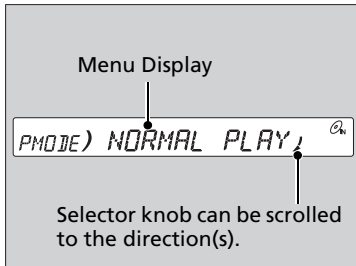 Menu Display
PMODE) NORMAL PLAY
Selector knob can be scrolled
to the direction(s).